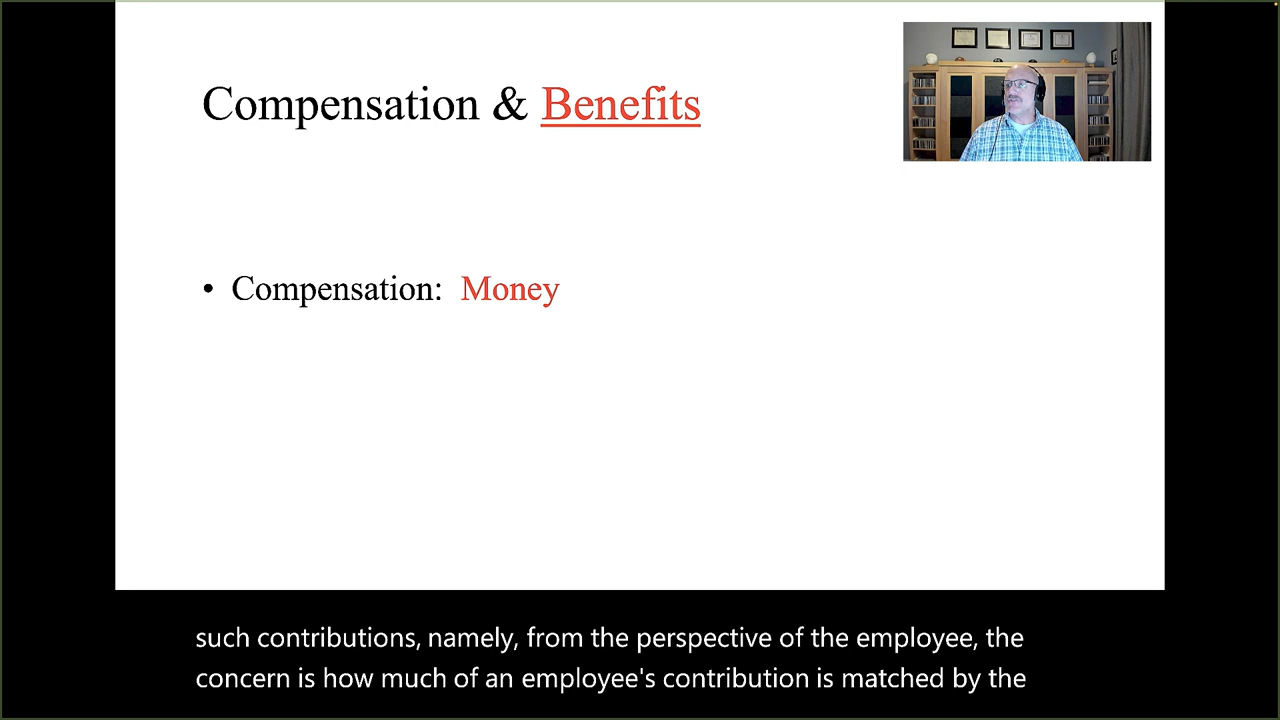 Compensation & Benefits
• Compensation: Money
such contributions, namely, from the perspective of the employee, the
concern is how much of an employee's contribution is matched by the